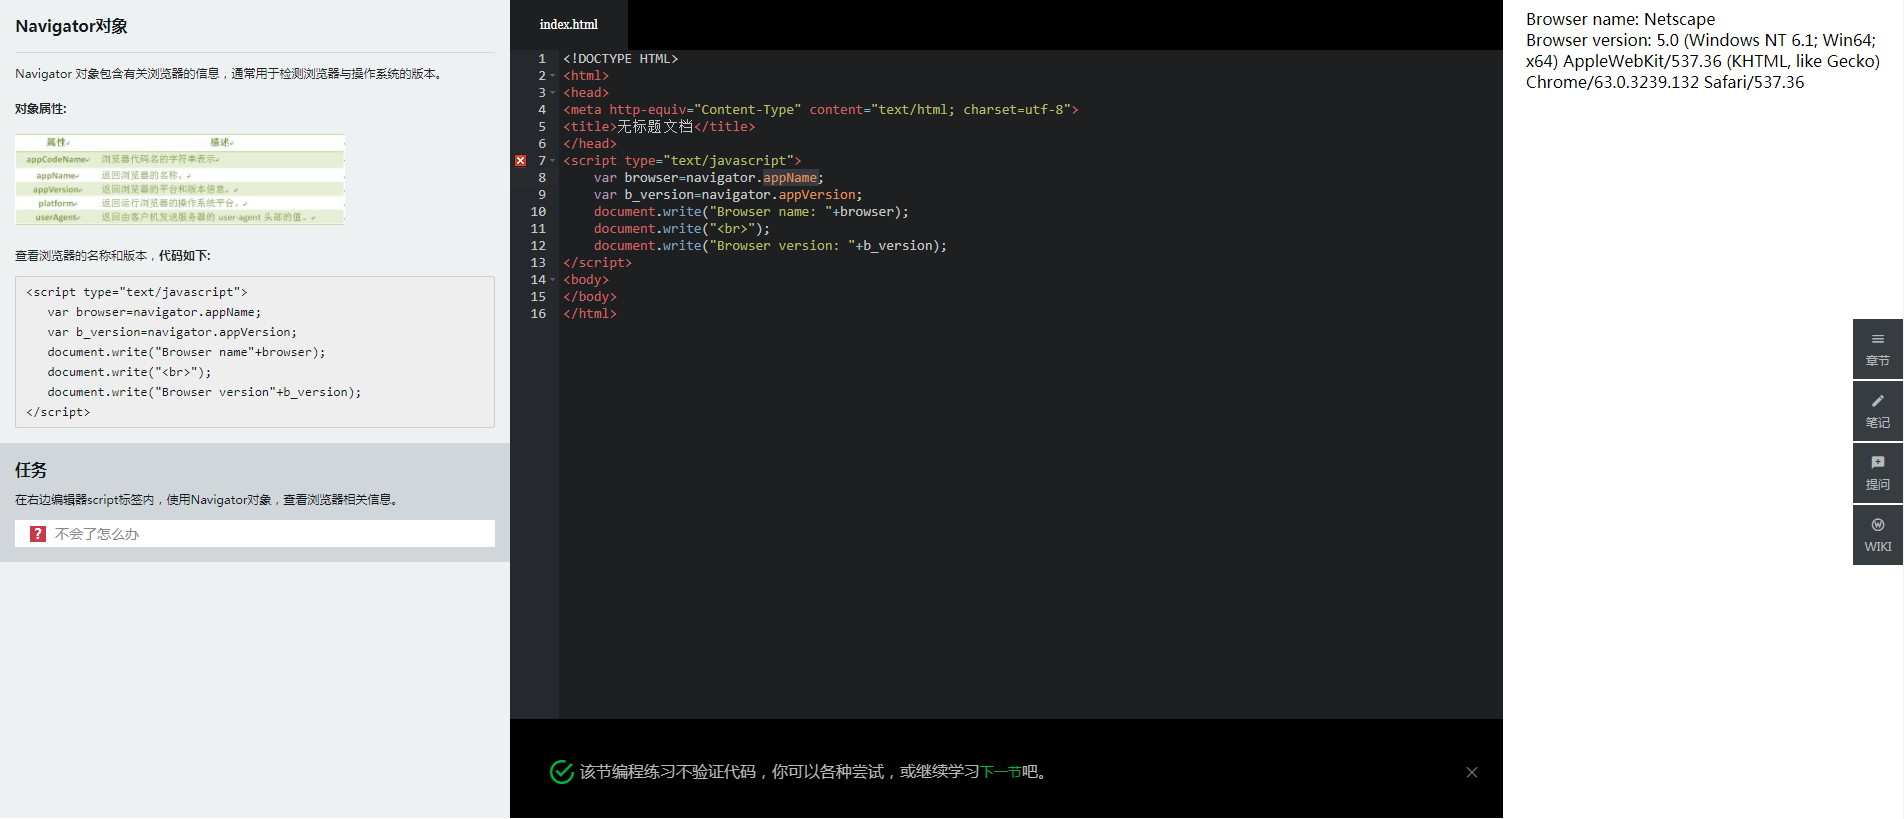 Navigator对象
Navigator 对象包含有关浏览器的信息，通常用于检测浏览器与操作系统的版本。
对象属性:
属性 描述
appCodeName 浏览器代码名的字符串表示
appName 返回浏览器的名称。
appVersion 返回浏览器的平台和版本信息。
platform 返回运行浏览器的操作系统平台。
userAgent 返回由客户机发送服务器的 user-agent 头部的值。
查看浏览器的名称和版本，代码如下:
<script type="text/javascript">
var browser=navigator.appName;
var b_version=navigator.appVersion;
document.write("Browser name"+browser);
document.write("<br>");
document.write("Browser version"+b_version);
</script>
任务
在右边编辑器script标签内，使用Navigator对象，查看浏览器相关信息。
? 不会了怎么办
index.html
1 <!DOCTYPE HTML>
2 <html>
3 <head>
4 <meta http-equiv="Content-Type" content="text/html; charset=utf-8">
5 <title>无标题文档</title>
6 </head>
7 <script type="text/javascript">
8 var browser=navigator.appName;
9 var b_version=navigator.appVersion;
10 document.write("Browser name: "+browser);
11 document.write("<br>");
12 document.write("Browser version: "+b_version);
13 </script>
14 <body>
15 </body>
16 </html>
该节编程练习不验证代码，你可以各种尝试，或继续学习下一节吧。
Browser name: Netscape
Browser version: 5.0 (Windows NT 6.1; Win64;
x64) AppleWebKit/537.36 (KHTML, like Gecko)
Chrome/63.0.3239.132 Safari/537.36
章节
笔记
提问
WIKI